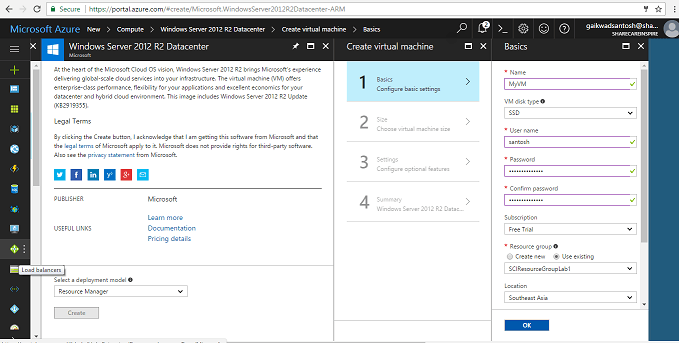 Secure | https://portal.azure.com/#create/Microsoft.WindowsServer2012R2Datacenter-ARM
Microsoft Azure New > Compute > Windows Server 2012 R2 Datacenter > Create virtual machine > Basics
2
gaikwadsantosh@sha...
SHARECAREINSPIRE
Windows Server 2012 R2 Datacenter
Microsoft
At the heart of the Microsoft Cloud OS vision, Windows Server 2012 R2 brings Microsoft's experience
delivering global-scale cloud services into your infrastructure. The virtual machine (VM) offers
enterprise-class performance, flexibility for your applications and excellent economics for your
datacenter and hybrid cloud environment. This image includes Windows Server 2012 R2 Update
(KB2919355).
Legal Terms
By clicking the Create button, I acknowledge that I am getting this software from Microsoft and that
the legal terms of Microsoft apply to it. Microsoft does not provide rights for third-party software.
Also see the privacy statement from Microsoft.
PUBLISHER Microsoft
USEFUL LINKS
Learn more
Documentation
Pricing details
Load balancers
Select a deployment model
Resource Manager
Create
Create virtual machine
1 Basics
Configure basic settings
2 Size
Choose virtual machine size
3 Settings
Configure optional features
4 Summary
Windows Server 2012 R2 Datac...
Basics
* Name
MyVM
VM disk type
SSD
* User name
santosh
* Password
* Confirm password
Subscription
Free Trial
* Resource group
Create new Use existing
SCIResourceGroupLab1
Location
Southeast Asia
OK